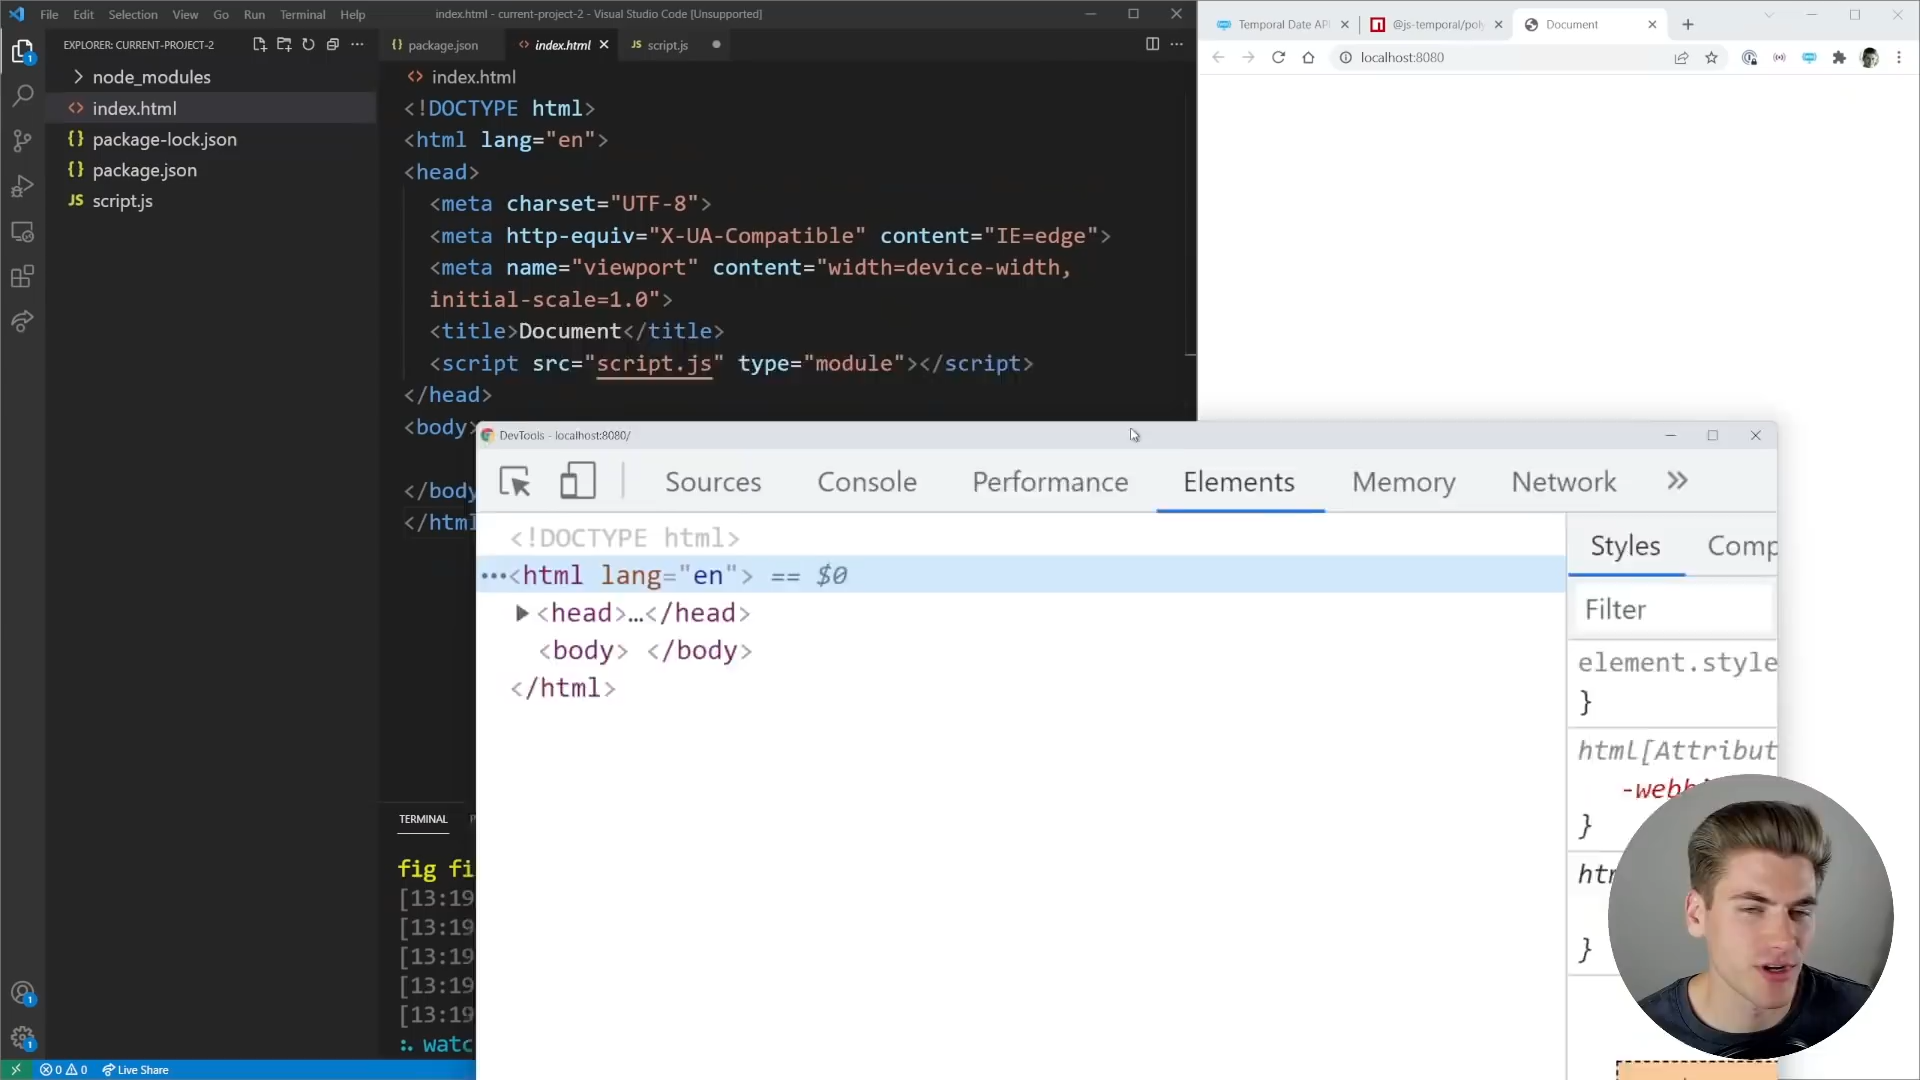 File Edit Selection View Go Run Terminal Help
index.html - current-project-2 - Visual Studio Code [Unsupported]
EXPLORER: CURRENT-PROJECT-2
node_modules
index.html
package-lock.json
package.json
script.js
package.json
index.html
script.js
index.html
<!DOCTYPE html>
<html lang="en">
<head>
<meta charset="UTF-8">
<meta http-equiv="X-UA-Compatible" content="IE=edge">
<meta name="viewport" content="width=device-width,
initial-scale=1.0">
<title>Document</title>
<script src="script.js" type="module"></script>
</head>
<body>
</body
</html
TERMINAL
fig fi
[13:19
[13:19
[13:19
[13:19
[13:19
watc
0 0
Live Share
Temporal Date API
@js-temporal/poly
Document
localhost:8080
DevTools - localhost:8080/
Sources Console Performance Elements Memory Network
<!DOCTYPE html>
<html lang="en"> == $0
<head>…</head>
<body> </body>
</html>
Styles Comp
Filter
element.style
}
html[Attribut
-webk
}
htm
}